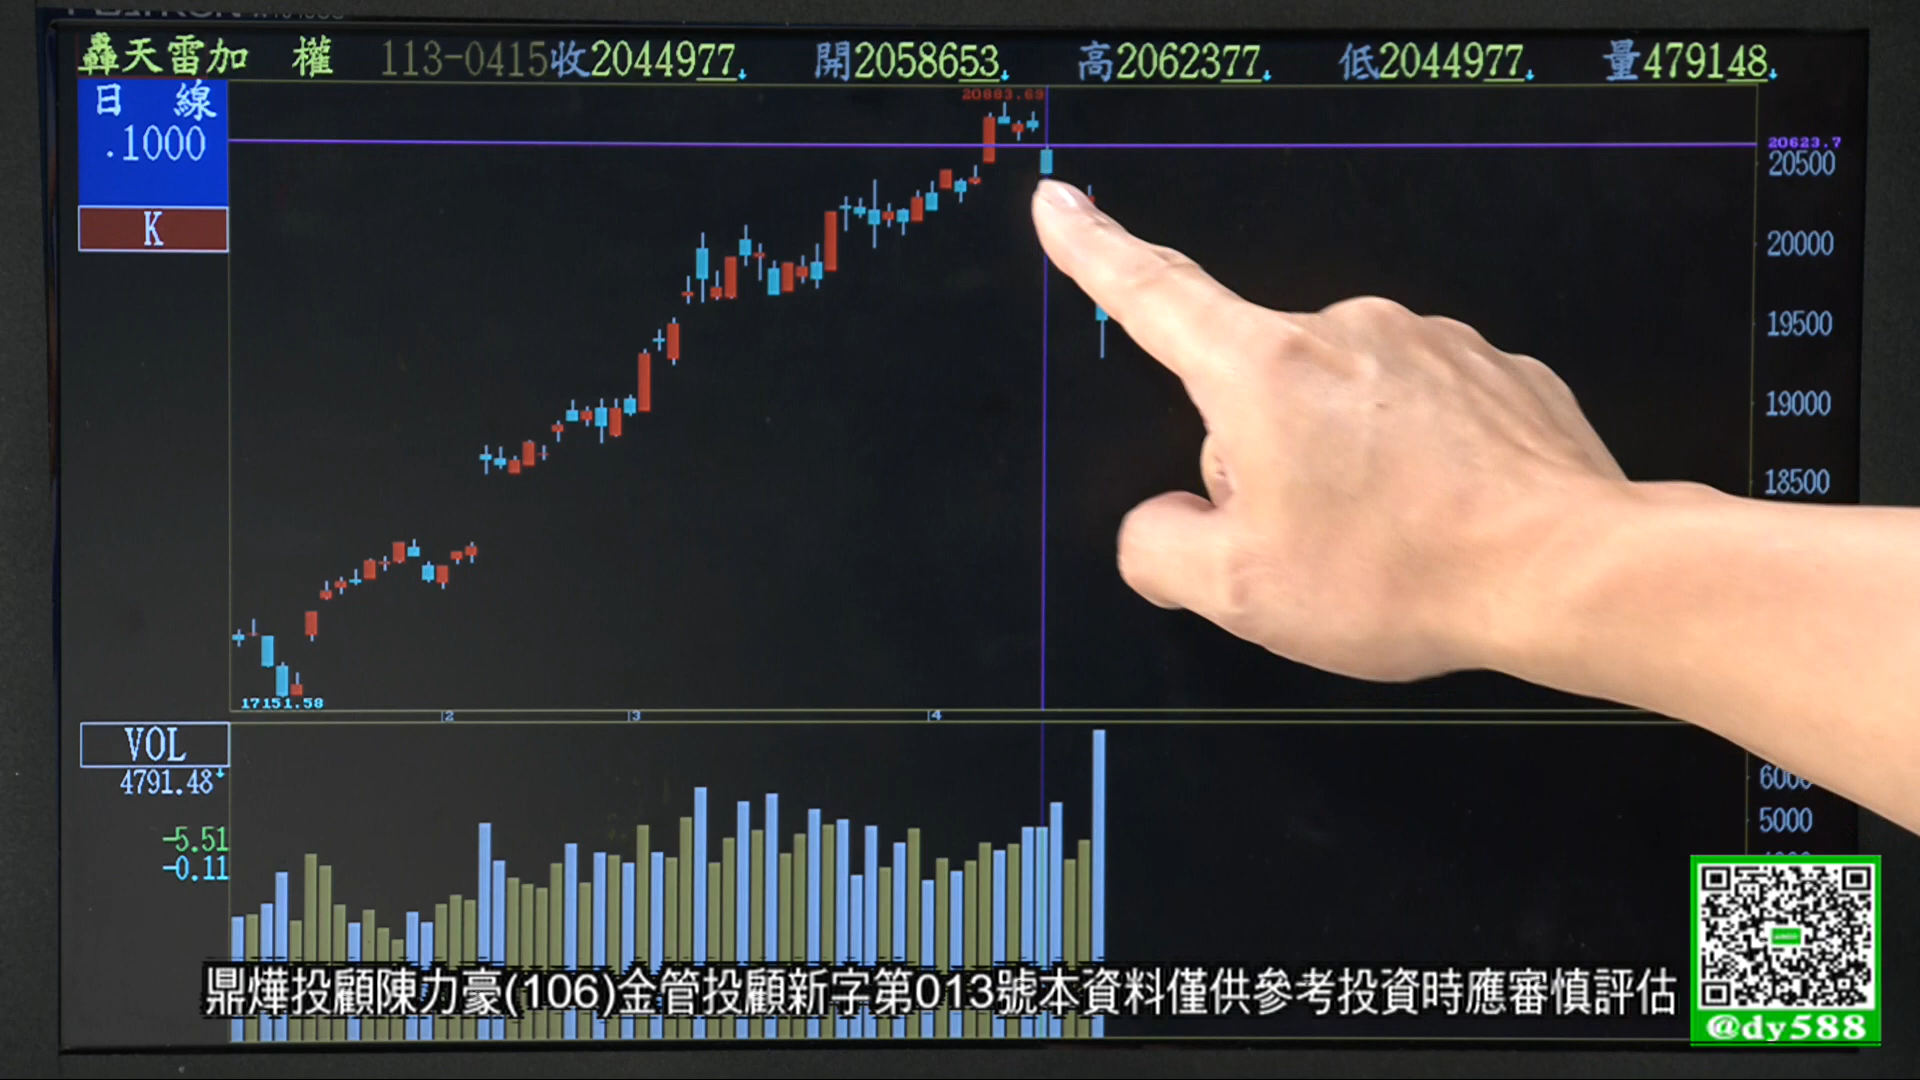 轟天雷加 權 113-0415收2044977 開2058653 高2062377 低2044977 量479148
日 線
.1000
K
20883.69
20623.7
20500
20000
19500
19000
18500
17151.58
2 3 4
VOL
4791.48
-5.51
-0.11
6000
5000
鼎燁投顧陳力豪(106)金管投顧新字第013號本資料僅供參考投資時應審慎評估
@dy588